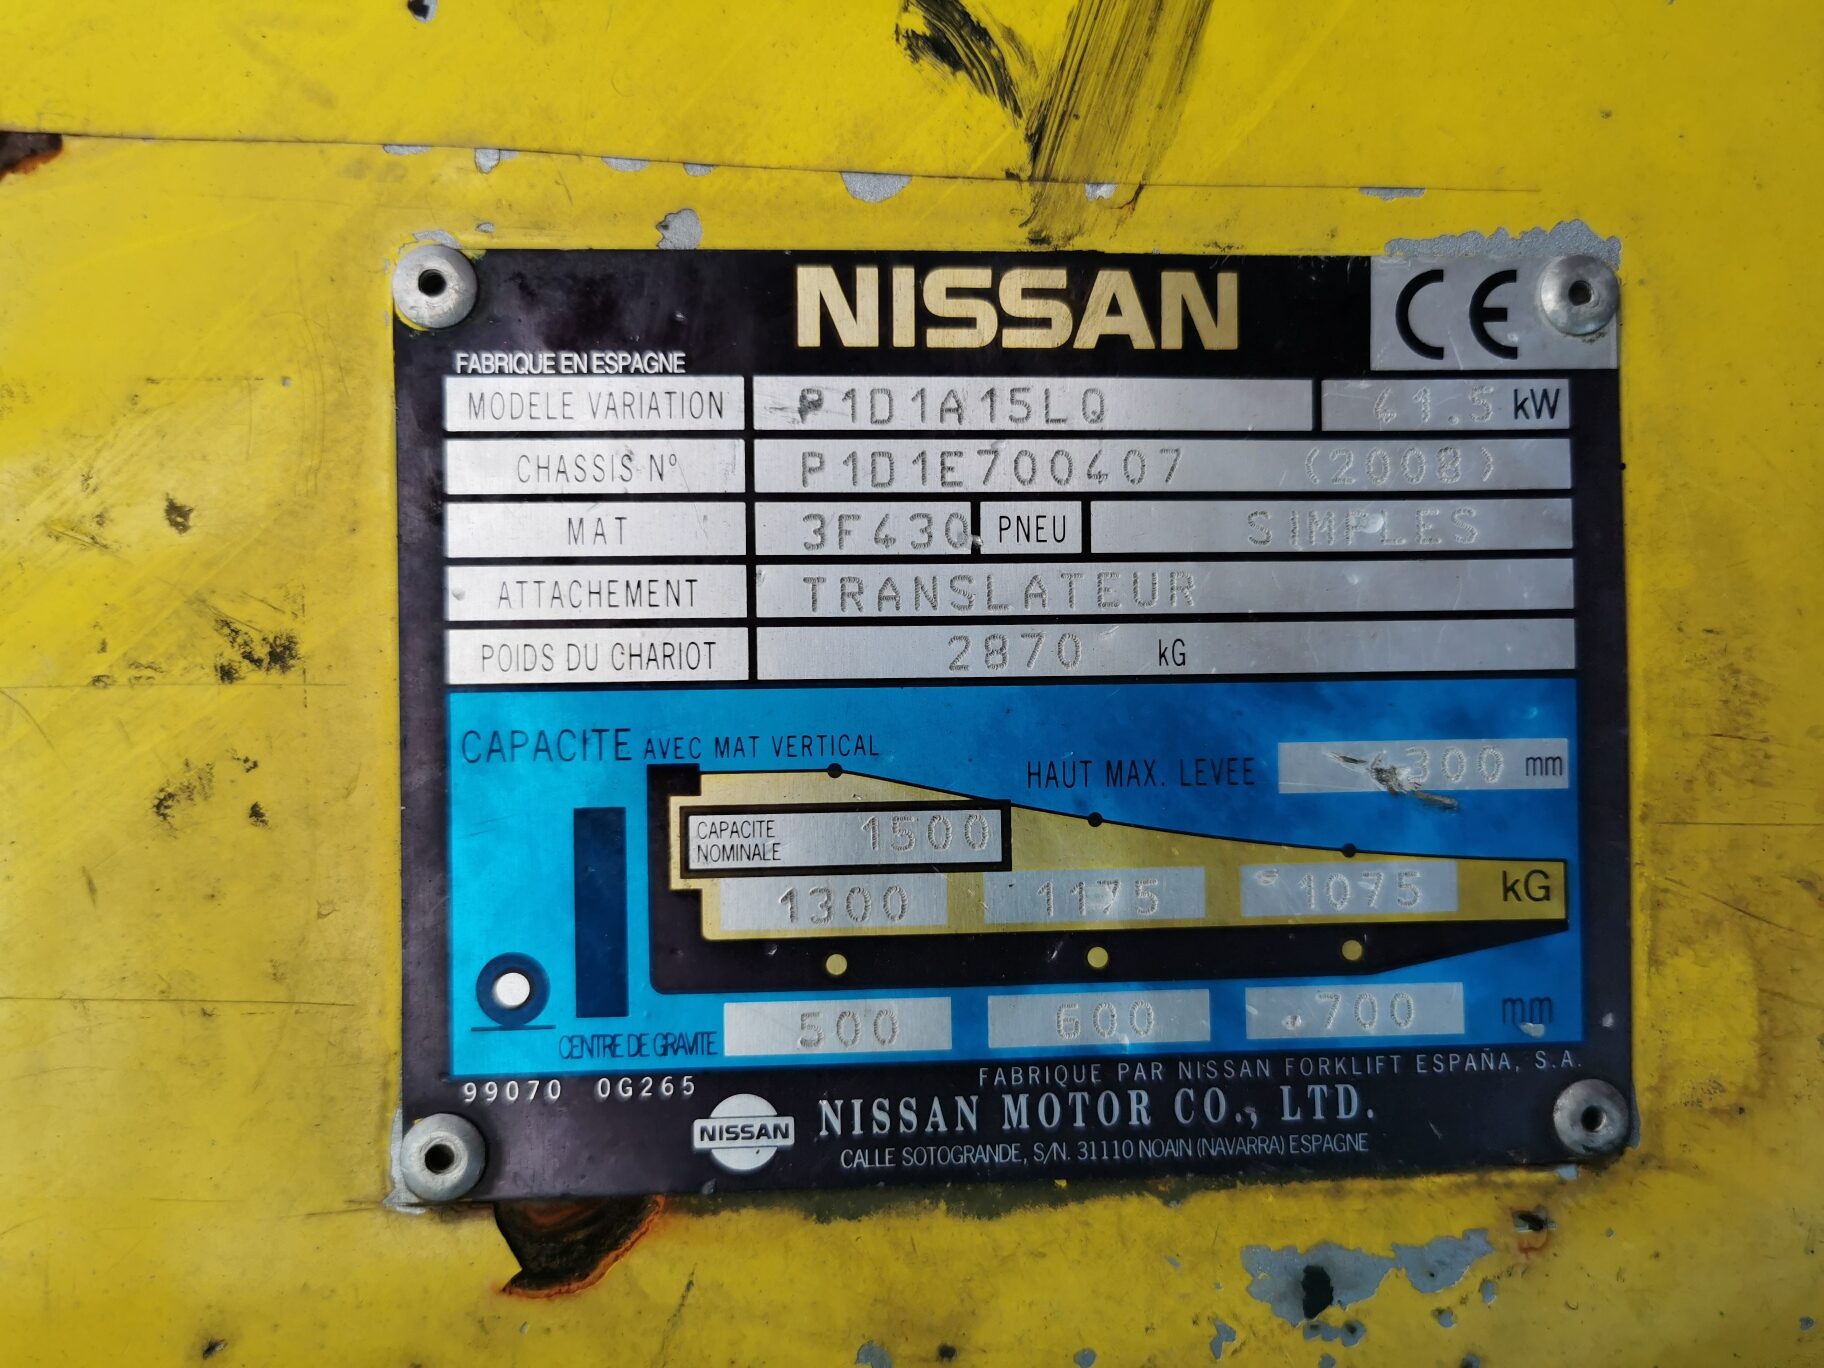 NISSAN CE
FABRIQUE EN ESPAGNE
MODELE VARIATION P1D1A15LQ 41.5 kW
CHASSIS Nº P1D1E700407 (2008)
MAT 3F430 PNEU SIMPLES
ATTACHEMENT TRANSLATEUR
POIDS DU CHARIOT 2870 kG
CAPACITE AVEC MAT VERTICAL
HAUT MAX. LEVEE 4300 mm
CAPACITE NOMINALE 1500
1300 1175 1075 kG
CENTRE DE GRAVITE 500 600 700 mm
99070 0G265
FABRIQUE PAR NISSAN FORKLIFT ESPAÑA, S.A.
NISSAN NISSAN MOTOR CO., LTD.
CALLE SOTOGRANDE, S/N. 31110 NOAIN (NAVARRA) ESPAGNE